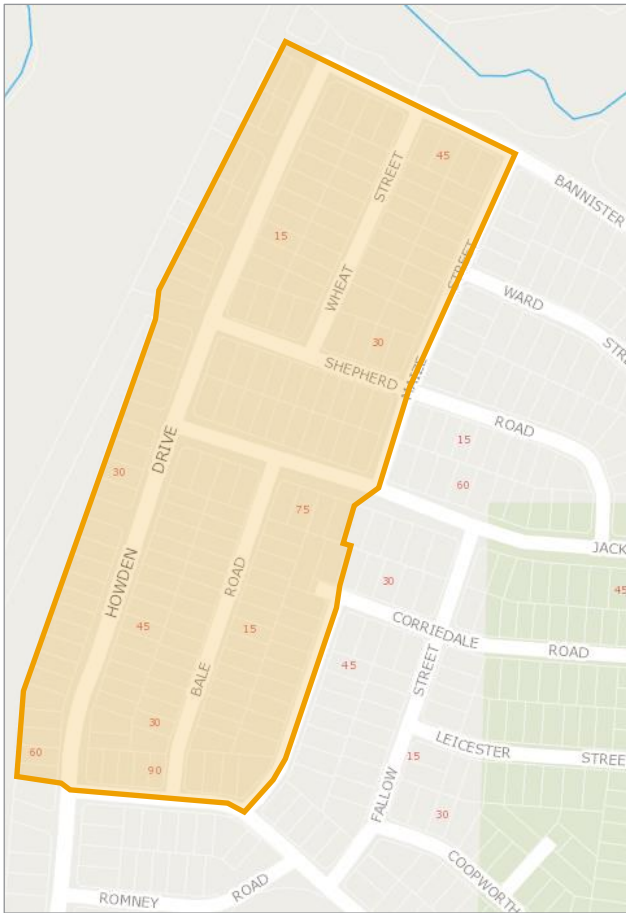 45
STREET
BANNISTER
15
STREET
WHEAT
WARD
30
SHEPHERD
ROAD
15
DRIVE
60
30
75
JACK
ROAD
30
45
HOWDEN
45
CORRIEDALE
ROAD
15
STREET
45
BALE
30
LEICESTER
STREE
60
15
90
FALLOW
30
COOPWORTH
ROAD
ROMNEY